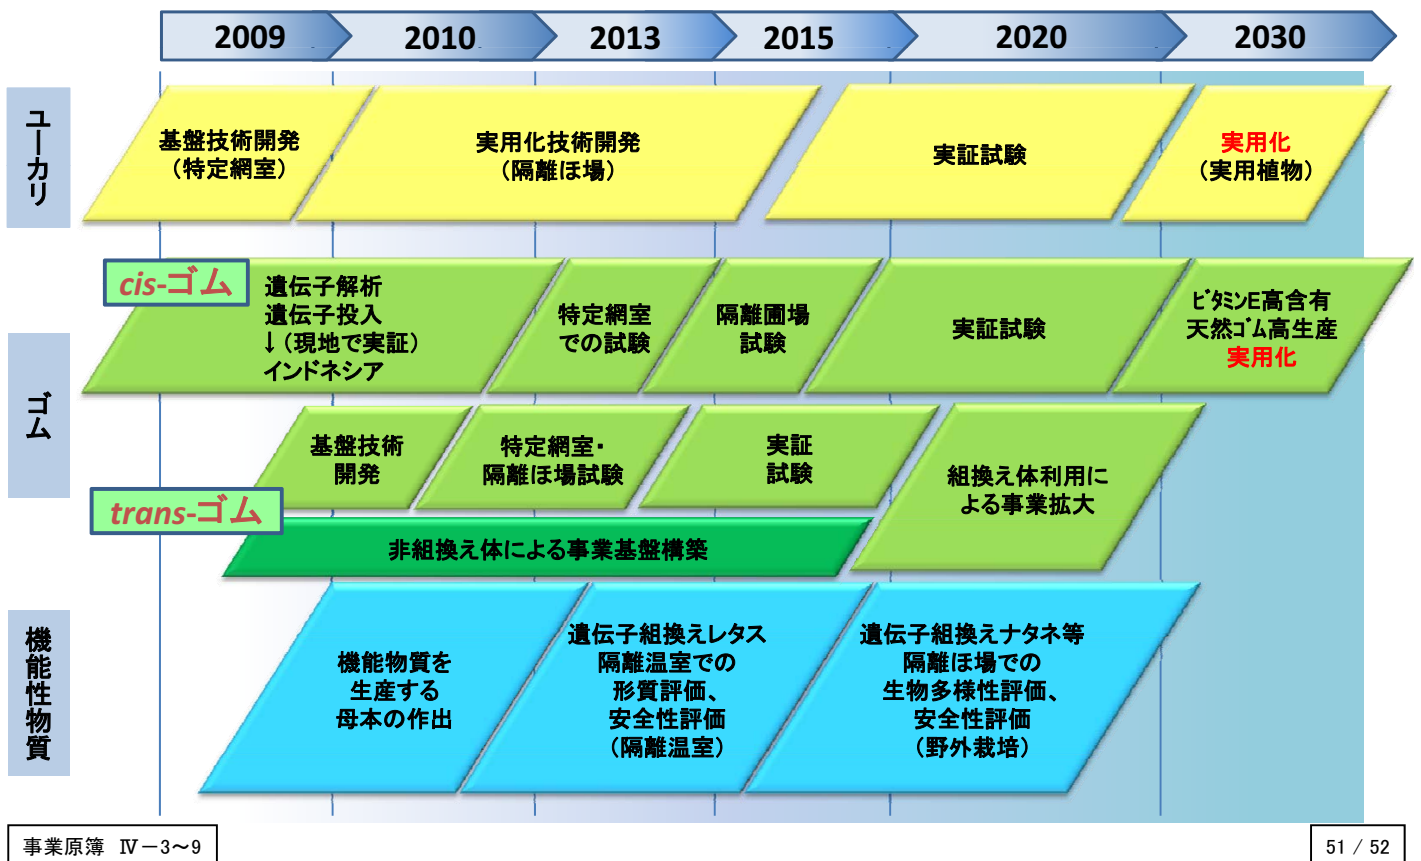 2009
2010
2013
2015
2020
2030
ユーカリ
基盤技術開発
(特定網室)
実用化技術開発
(隔離ほ場)
実証試験
実用化
(実用植物)
ゴム
cis-ゴム
遺伝子解析
遺伝子投入
↓(現地で実証)
インドネシア
特定網室
での試験
隔離圃場
試験
実証試験
ビタミンE高含有
天然ゴム高生産
実用化
trans-ゴム
基盤技術
開発
特定網室・
隔離ほ場試験
実証
試験
組換え体利用に
よる事業拡大
非組換え体による事業基盤構築
機能性物質
機能物質を
生産する
母本の作出
遺伝子組換えレタス
隔離温室での
形質評価、
安全性評価
(隔離温室)
遺伝子組換えナタネ等
隔離ほ場での
生物多様性評価、
安全性評価
(野外栽培)
事業原簿 Ⅳ-3~9
51 / 52